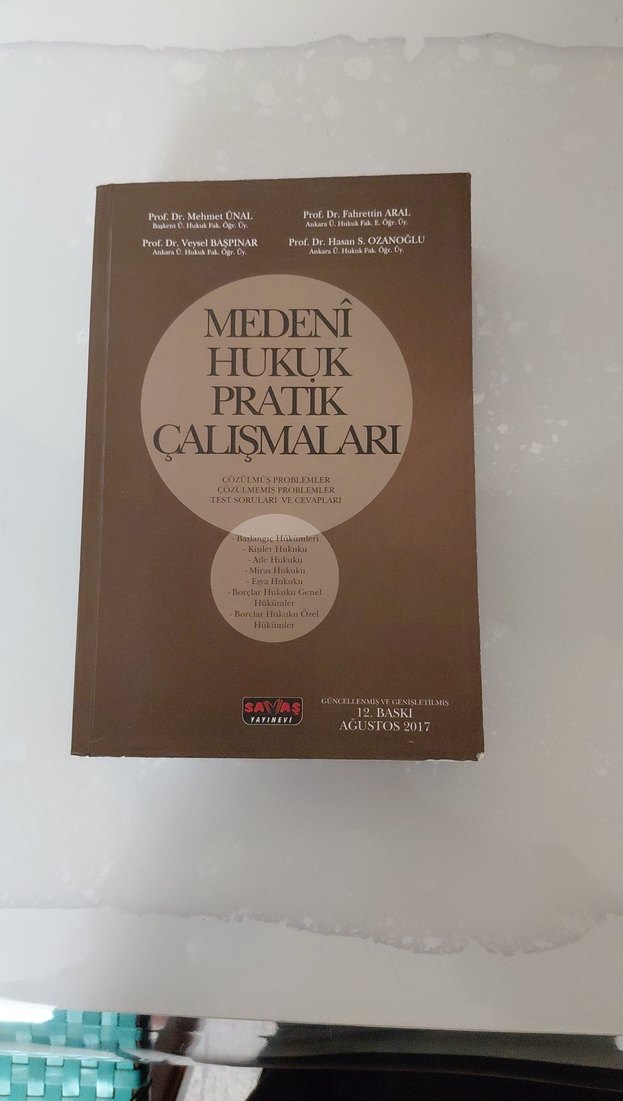 Prof. Dr. Mehmet ÜNAL
Başkent Ü. Hukuk Fak. Öğr. Üy.
Prof. Dr. Fahrettin ARAL
Ankara Ü. Hukuk Fak. E. Öğr. Üy.
Prof. Dr. Veysel BAŞPINAR
Ankara Ü. Hukuk Fak. Öğr. Üy.
Prof. Dr. Hasan S. OZANOĞLU
Ankara Ü. Hukuk Fak. Öğr. Üy.
MEDENÎ
HUKUK
PRATİK
ÇALIŞMALARI
ÇÖZÜLMÜŞ PROBLEMLER
ÇÖZÜLMEMİŞ PROBLEMLER
TEST SORULARI VE CEVAPLARI
- Başlangıç Hükümleri
- Kişiler Hukuku
- Aile Hukuku
- Miras Hukuku
- Eşya Hukuku
- Borçlar Hukuku Genel
Hükümler
- Borçlar Hukuku Özel
Hükümler
SAVAŞ
YAYINEVİ
GÜNCELLENMİŞ VE GENİŞLETİLMİŞ
12. BASKI
AĞUSTOS 2017